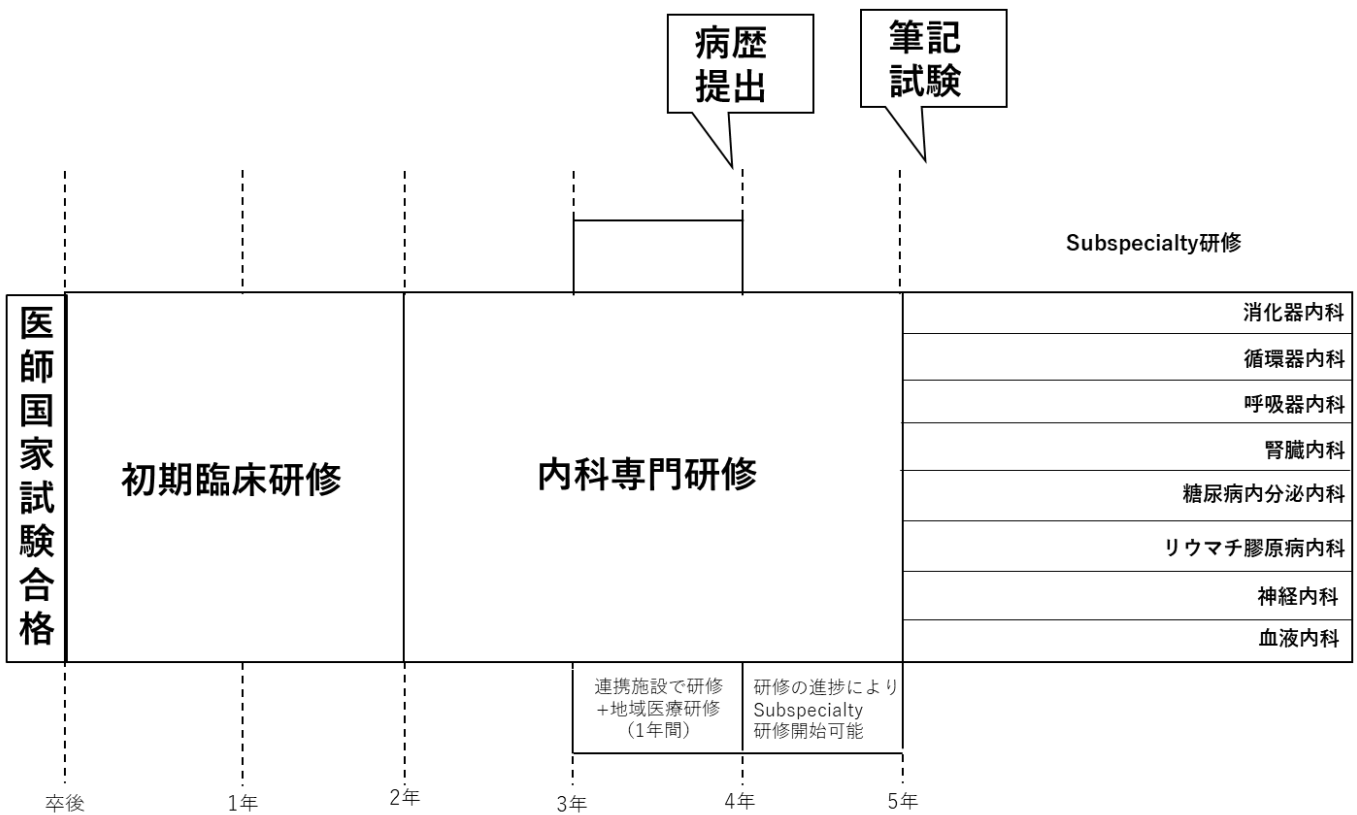 病歴
提出
筆記
試験
Subspecialty研修
医師国家試験合格
初期臨床研修
内科専門研修
消化器内科
循環器内科
呼吸器内科
腎臓内科
糖尿病内分泌内科
リウマチ膠原病内科
神経内科
血液内科
連携施設で研修
+地域医療研修
（1年間）
研修の進捗により
Subspecialty
研修開始可能
卒後
1年
2年
3年
4年
5年